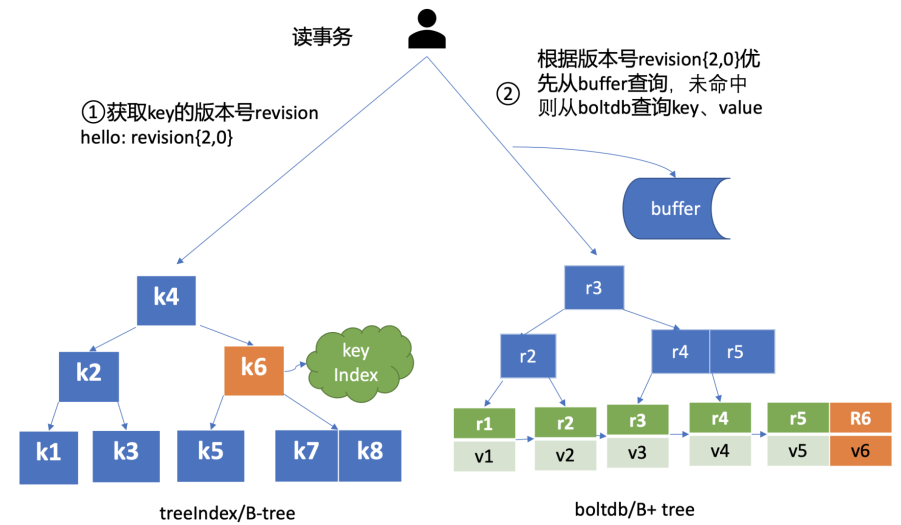 读事务
①获取key的版本号revision
hello: revision{2,0}
②
根据版本号revision{2,0}优
先从buffer查询，未命中
则从boltdb查询key、value
buffer
k4
k2
k6
key
Index
k1
k3
k5
k7
k8
treeIndex/B-tree
r3
r2
r4
r5
r1
r2
r3
r4
r5
R6
v1
v2
v3
v4
v5
v6
boltdb/B+ tree